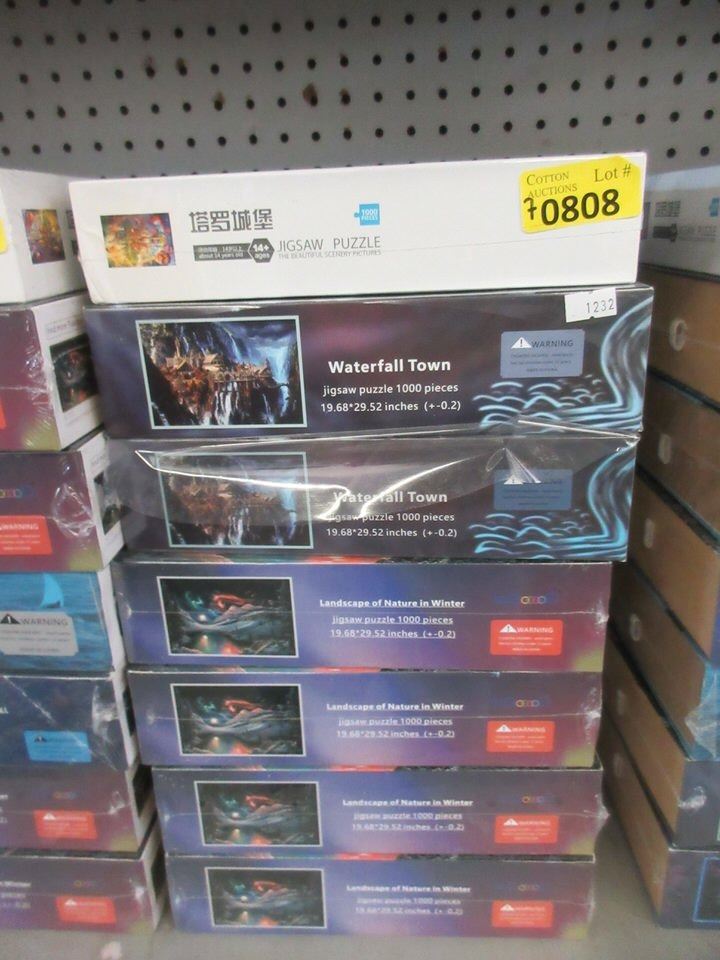 COTTON
AUCTIONS
Lot #
70808
塔罗城堡
1000
PIECES
14+
ages
about 14 years old
JIGSAW PUZZLE
THE BEAUTIFUL SCENERY PICTURES
1232
Waterfall Town
jigsaw puzzle 1000 pieces
19.68*29.52 inches (+-0.2)
WARNING
Waterfall Town
jigsaw puzzle 1000 pieces
19.68*29.52 inches (+-0.2)
Landscape of Nature in Winter
jigsaw puzzle 1000 pieces
19.68*29.52 inches (+-0.2)
WARNING
Landscape of Nature in Winter
jigsaw puzzle 1000 pieces
19.68*29.52 inches (+-0.2)
WARNING
Landscape of Nature in Winter
jigsaw puzzle 1000 pieces
19.68*29.52 inches (+-0.2)
WARNING
Landscape of Nature in Winter
jigsaw puzzle 1000 pieces
19.68*29.52 inches (+-0.2)
WARNING
WARNING
WARNING